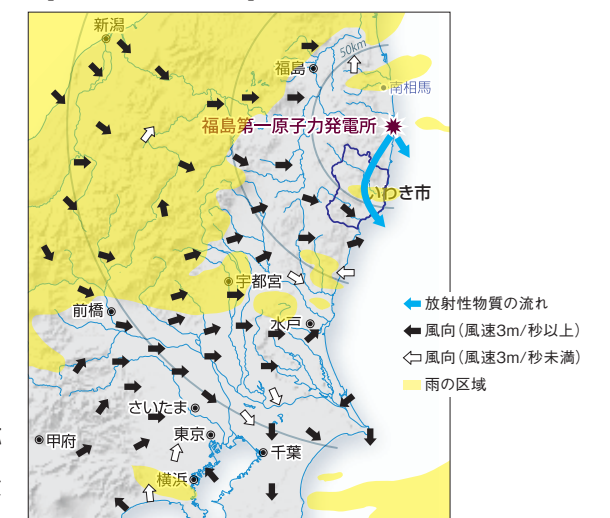 新潟
50km
福島
南相馬
福島第一原子力発電所
いわき市
宇都宮
前橋
水戸
放射性物質の流れ
風向(風速3m/秒以上)
風向(風速3m/秒未満)
雨の区域
さいたま
東京
甲府
千葉
横浜